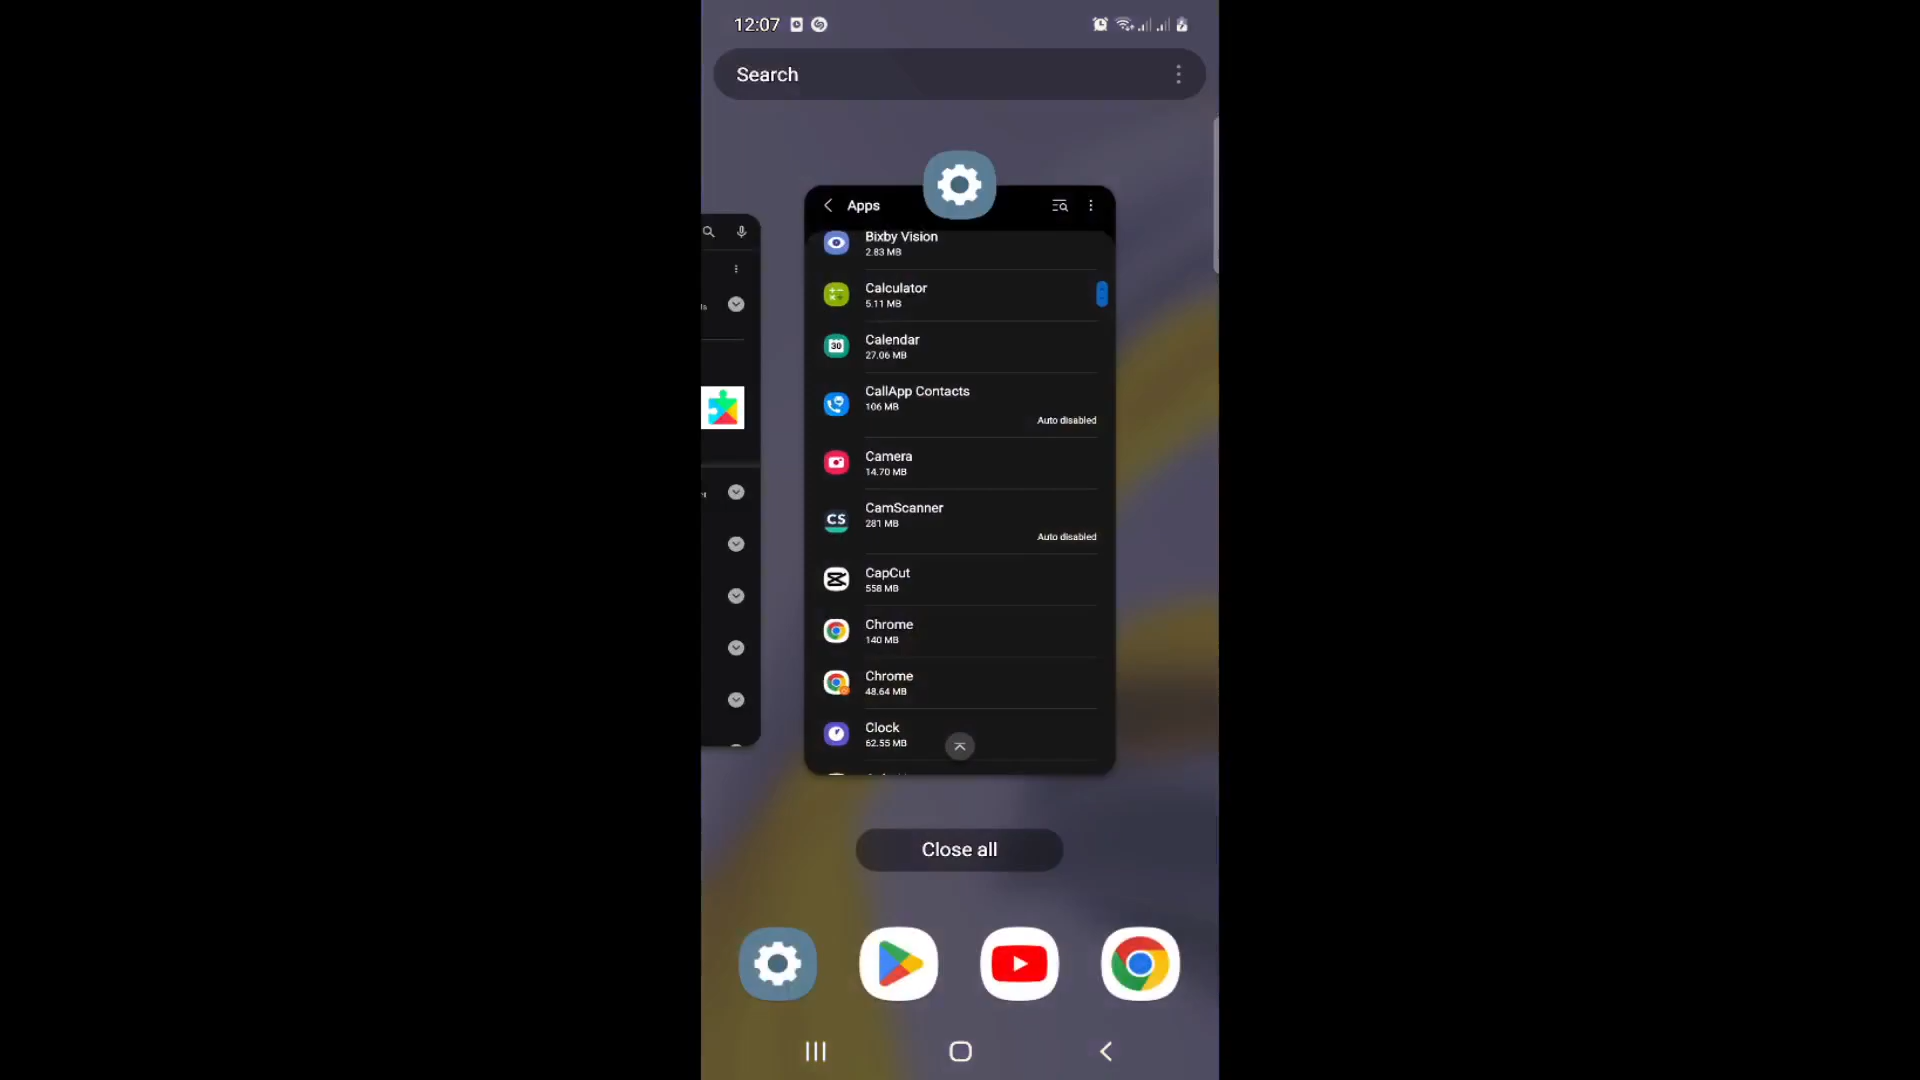 12:07
Search
Apps
Bixby Vision
2.83 MB
Calculator
5.11 MB
Calendar
30
27.06 MB
CallApp Contacts
106 MB
Auto disabled
Camera
14.70 MB
CamScanner
CS
281 MB
Auto disabled
CapCut
558 MB
Chrome
140 MB
Chrome
48.64 MB
Clock
62.55 MB
Close all